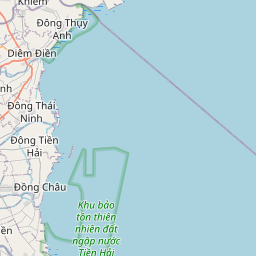 Khiêm
Đông Thụy
Anh
Diêm Điền
Đông Thái
Ninh
Đông Tiền
Hải
Đồng Châu
Khu bảo
tồn thiên
nhiên đất
ngập nước
Tiền Hải